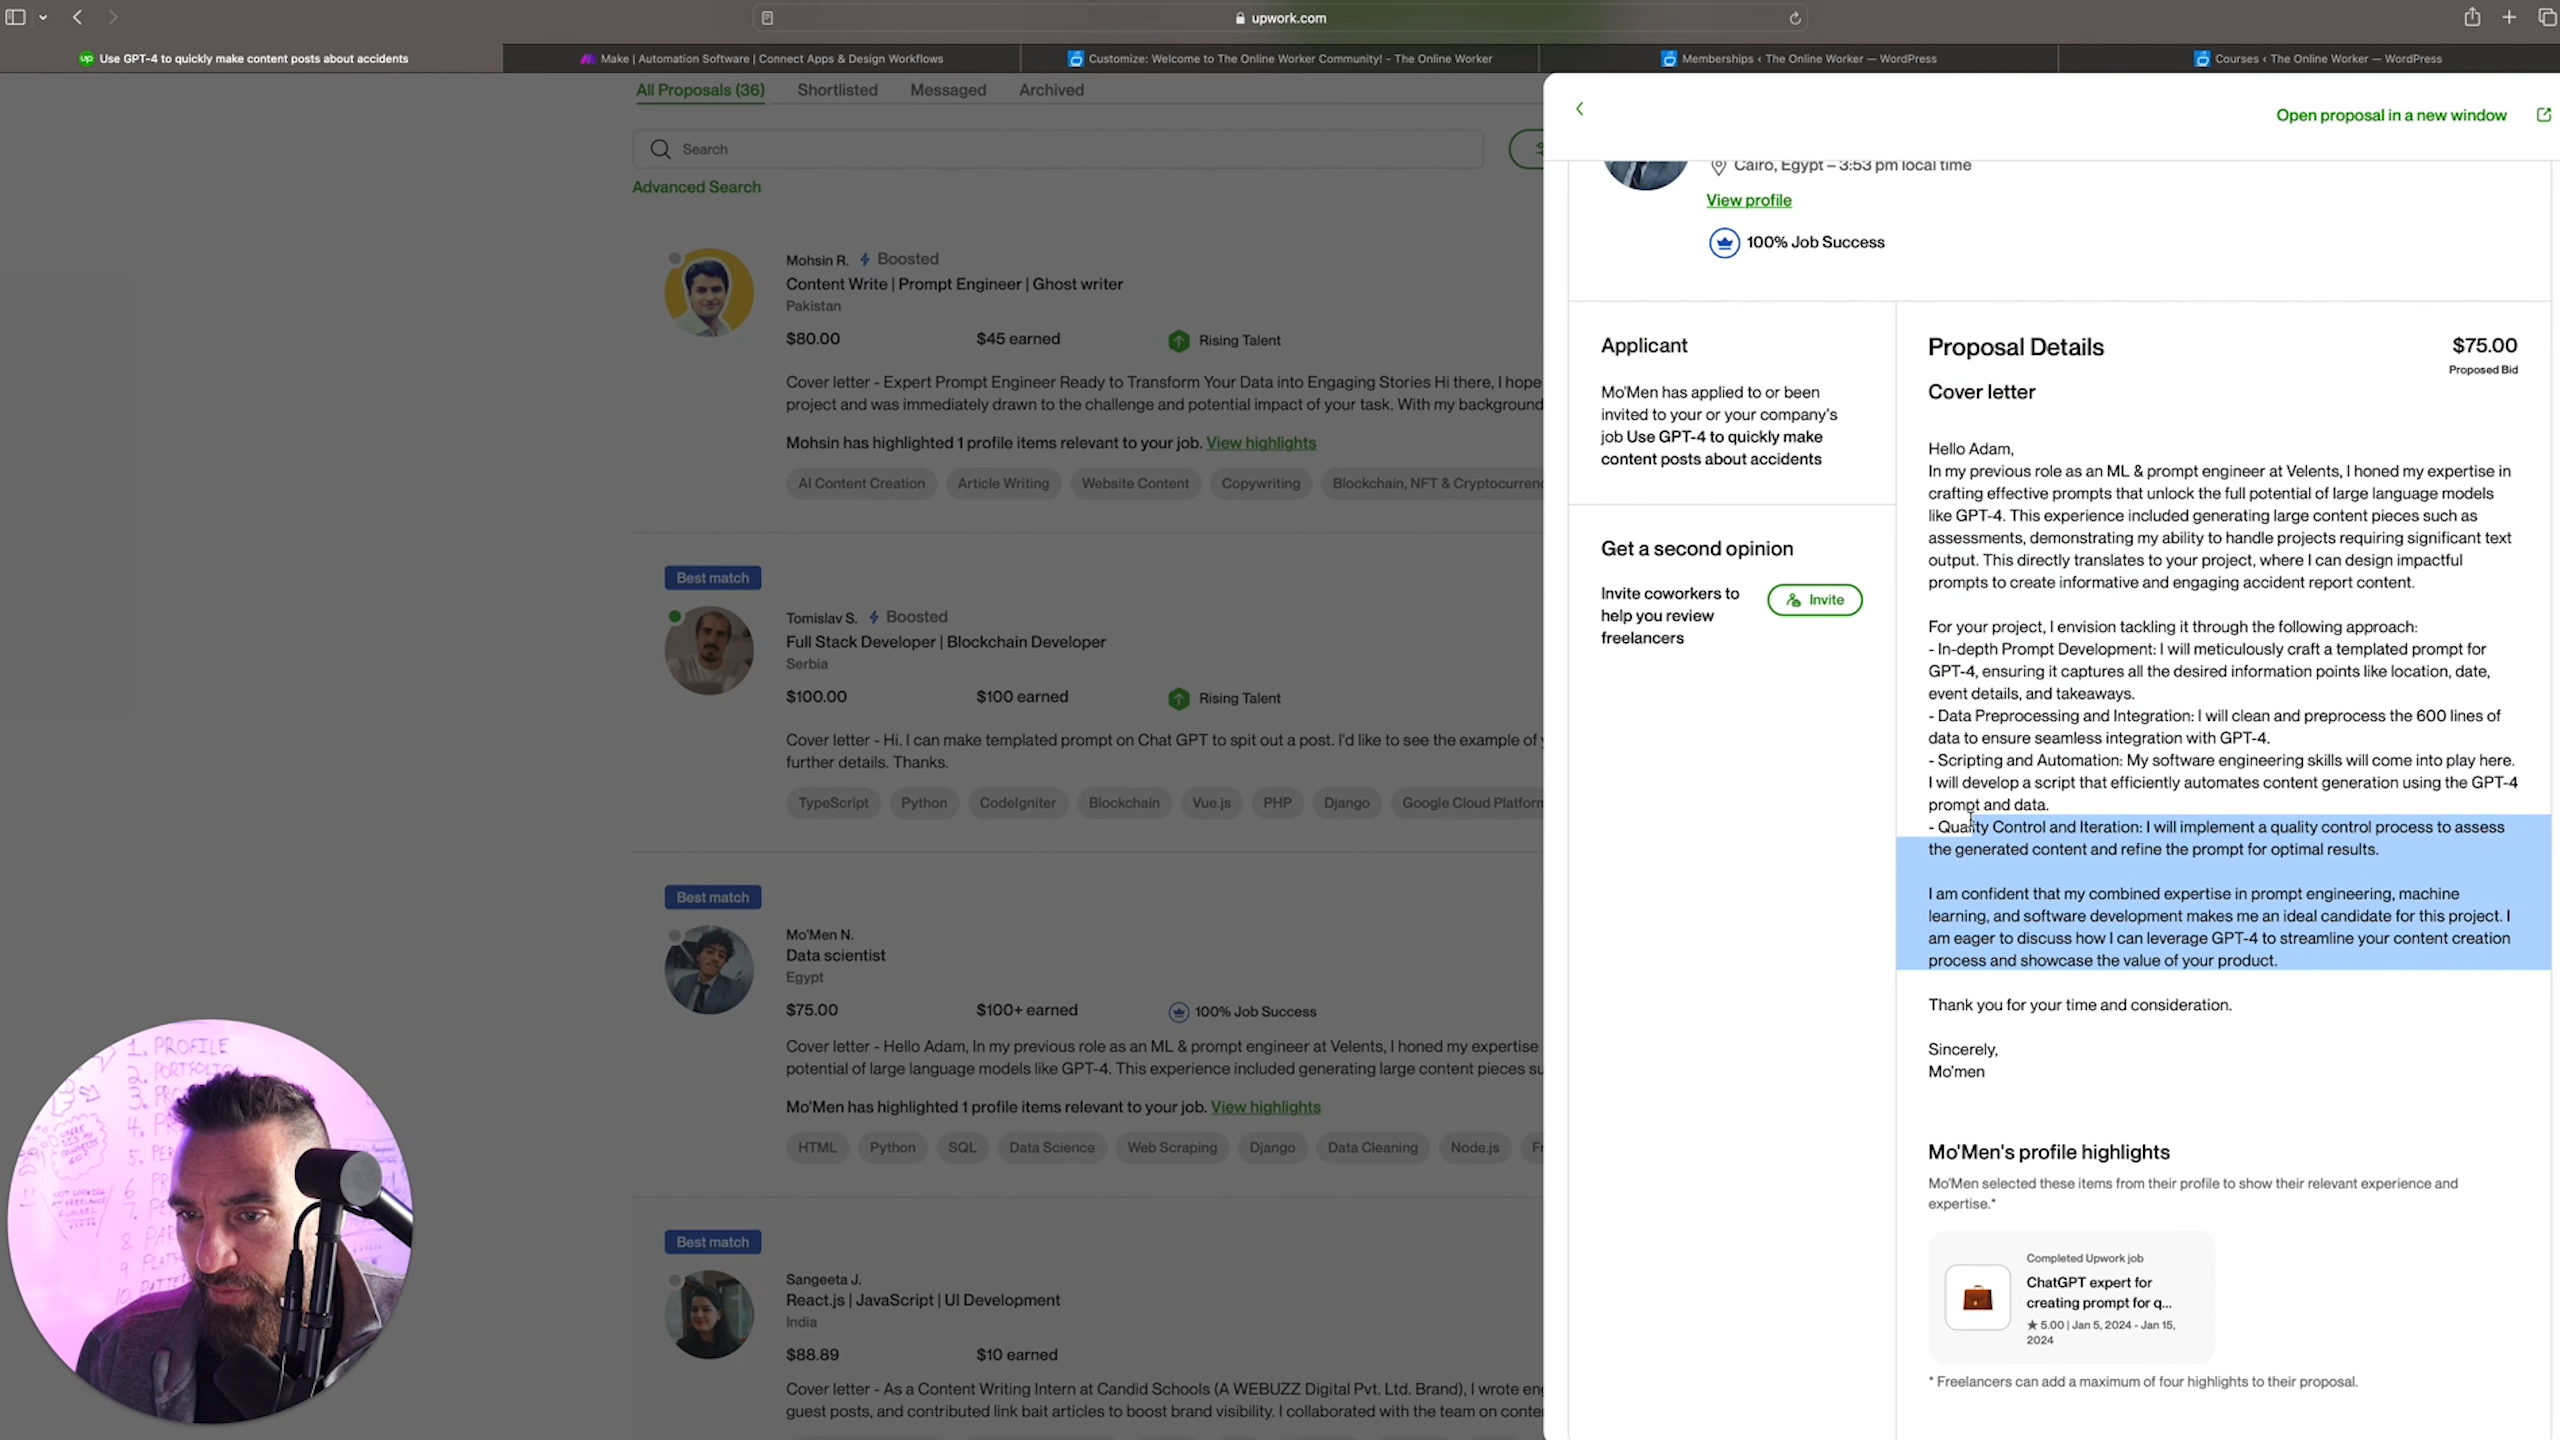 upwork.com
Use GPT-4 to quickly make content posts about accidents
Make | Automation Software | Connect Apps & Design Workflows
Customize: Welcome to The Online Worker Community! - The Online Worker
Memberships ‹ The Online Worker — WordPress
Courses ‹ The Online Worker — WordPress
All Proposals (36)
Shortlisted
Messaged
Archived
Search
Advanced Search
Mohsin R.
Boosted
Content Write | Prompt Engineer | Ghost writer
Pakistan
$80.00
$45 earned
Rising Talent
Cover letter - Expert Prompt Engineer Ready to Transform Your Data into Engaging Stories Hi there, I hope
project and was immediately drawn to the challenge and potential impact of your task. With my background
Mohsin has highlighted 1 profile items relevant to your job. View highlights
AI Content Creation
Article Writing
Website Content
Copywriting
Blockchain, NFT & Cryptocurren
Best match
Tomislav S.
Boosted
Full Stack Developer | Blockchain Developer
Serbia
$100.00
$100 earned
Rising Talent
Cover letter - Hi. I can make templated prompt on Chat GPT to spit out a post. I'd like to see the example of
further details. Thanks.
TypeScript
Python
CodeIgniter
Blockchain
Vue.js
PHP
Django
Google Cloud Platform
Best match
Mo'Men N.
Data scientist
Egypt
$75.00
$100+ earned
100% Job Success
Cover letter - Hello Adam, In my previous role as an ML & prompt engineer at Velents, I honed my expertise
potential of large language models like GPT-4. This experience included generating large content pieces su
Mo'Men has highlighted 1 profile items relevant to your job. View highlights
HTML
Python
SQL
Data Science
Web Scraping
Django
Data Cleaning
Node.js
Best match
Sangeeta J.
React.js | JavaScript | UI Development
India
$88.89
$10 earned
Cover letter - As a Content Writing Intern at Candid Schools (A WEBUZZ Digital Pvt. Ltd. Brand), I wrote en
guest posts, and contributed link bait articles to boost brand visibility. I collaborated with the team on conte
1. PROFILE
2. PORTFOLIO
Open proposal in a new window
Cairo, Egypt – 3:53 pm local time
View profile
100% Job Success
Applicant
Mo'Men has applied to or been
invited to your or your company's
job Use GPT-4 to quickly make
content posts about accidents
Get a second opinion
Invite coworkers to
help you review
freelancers
Invite
Proposal Details
$75.00
Proposed Bid
Cover letter
Hello Adam,
In my previous role as an ML & prompt engineer at Velents, I honed my expertise in
crafting effective prompts that unlock the full potential of large language models
like GPT-4. This experience included generating large content pieces such as
assessments, demonstrating my ability to handle projects requiring significant text
output. This directly translates to your project, where I can design impactful
prompts to create informative and engaging accident report content.
For your project, I envision tackling it through the following approach:
- In-depth Prompt Development: I will meticulously craft a templated prompt for
GPT-4, ensuring it captures all the desired information points like location, date,
event details, and takeaways.
- Data Preprocessing and Integration: I will clean and preprocess the 600 lines of
data to ensure seamless integration with GPT-4.
- Scripting and Automation: My software engineering skills will come into play here.
I will develop a script that efficiently automates content generation using the GPT-4
prompt and data.
- Quality Control and Iteration: I will implement a quality control process to assess
the generated content and refine the prompt for optimal results.
I am confident that my combined expertise in prompt engineering, machine
learning, and software development makes me an ideal candidate for this project. I
am eager to discuss how I can leverage GPT-4 to streamline your content creation
process and showcase the value of your product.
Thank you for your time and consideration.
Sincerely,
Mo'men
Mo'Men's profile highlights
Mo'Men selected these items from their profile to show their relevant experience and
expertise.*
Completed Upwork job
ChatGPT expert for
creating prompt for q...
★ 5.00 | Jan 5, 2024 - Jan 15,
2024
* Freelancers can add a maximum of four highlights to their proposal.